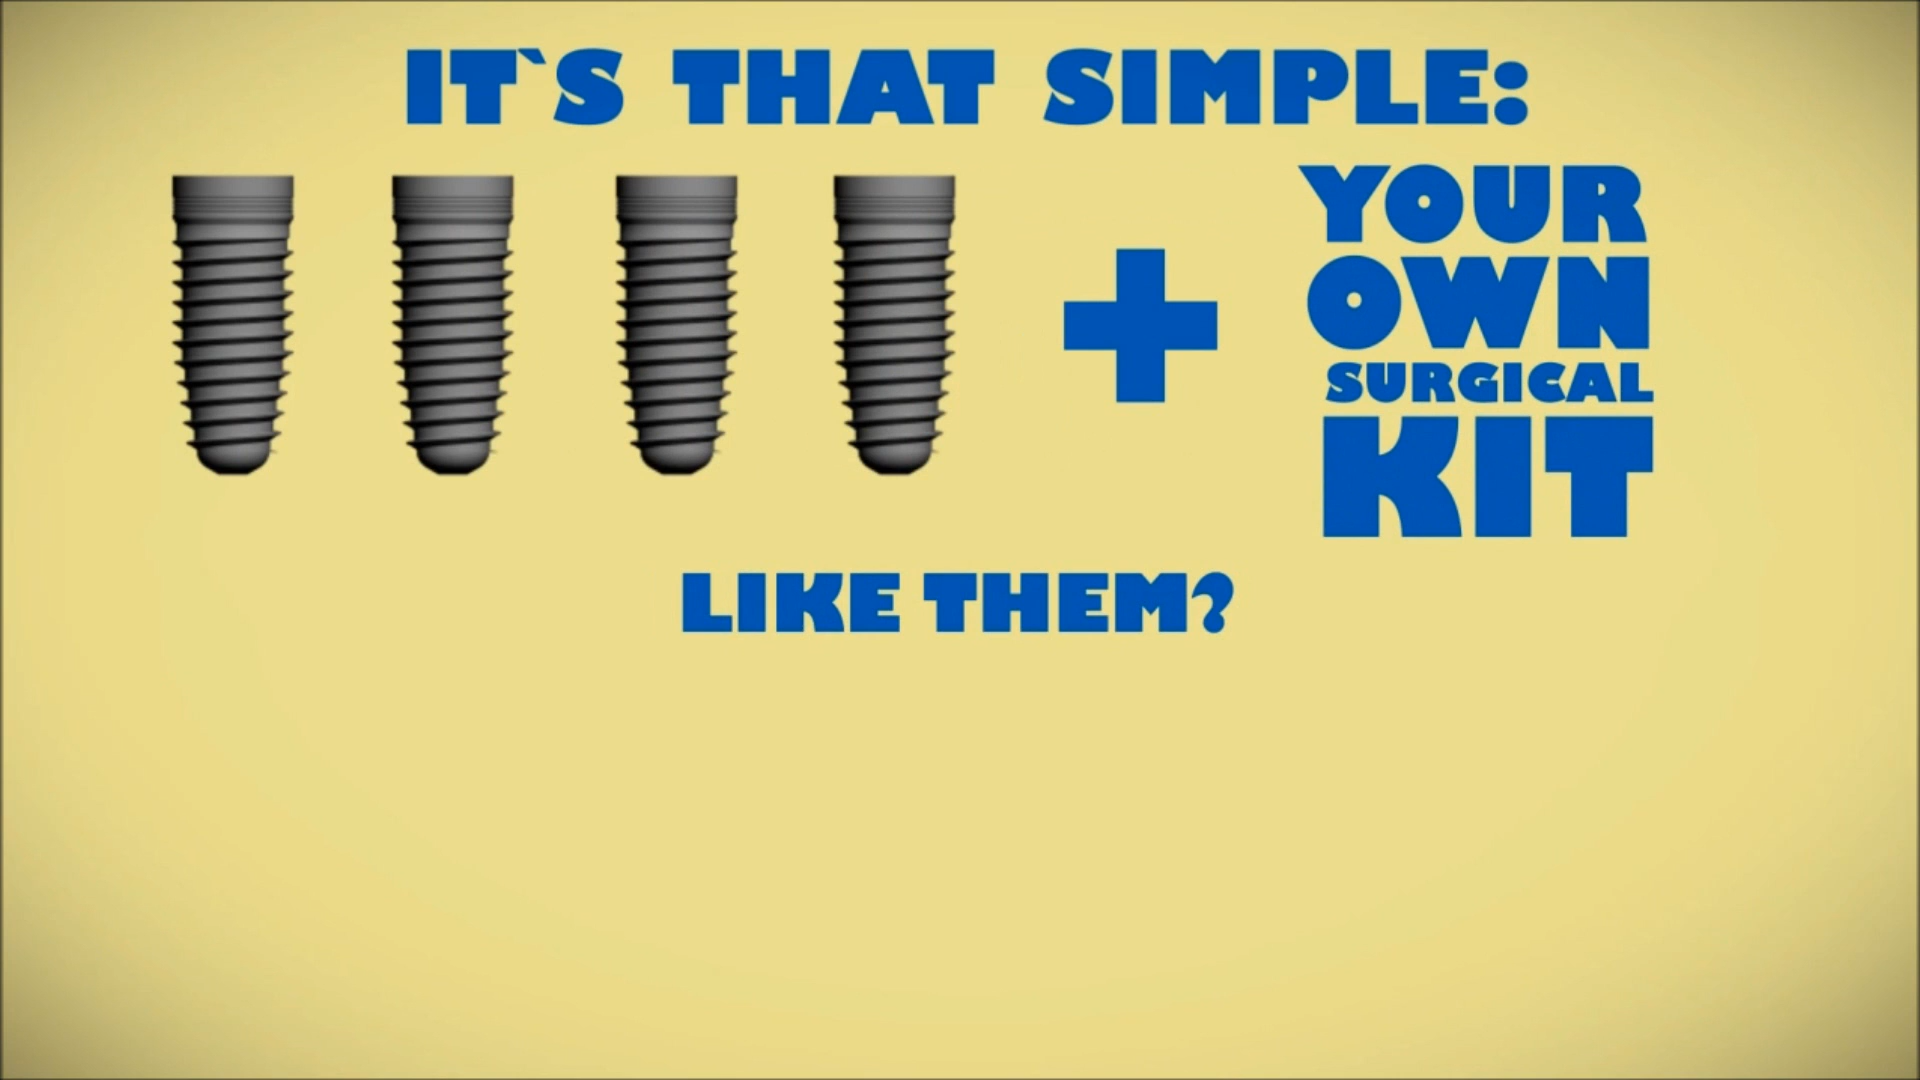 IT`S THAT SIMPLE:
+
YOUR
OWN
SURGICAL
KIT
LIKE THEM?